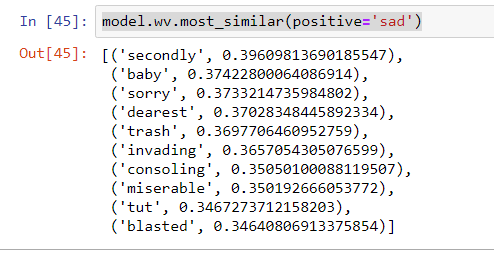 In [45]: model.wv.most_similar(positive='sad')
Out[45]: [('secondly', 0.39609813690185547),
('baby', 0.37422800064086914),
('sorry', 0.3733214735984802),
('dearest', 0.37028348445892334),
('trash', 0.3697706460952759),
('invading', 0.3657054305076599),
('consoling', 0.35050100088119507),
('miserable', 0.350192666053772),
('tut', 0.3467273712158203),
('blasted', 0.34640806913375854)]